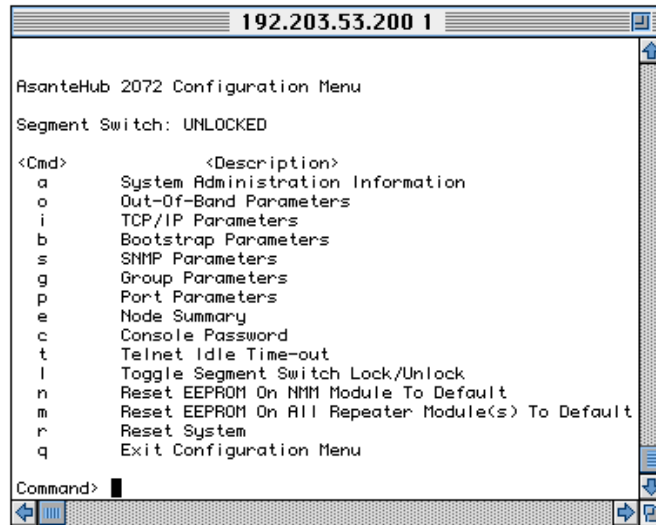 192.203.53.200 1
AsanteHub 2072 Configuration Menu
Segment Switch: UNLOCKED
<Cmd> <Description>
a System Administration Information
o Out-Of-Band Parameters
i TCP/IP Parameters
b Bootstrap Parameters
s SNMP Parameters
g Group Parameters
p Port Parameters
e Node Summary
c Console Password
t Telnet Idle Time-out
l Toggle Segment Switch Lock/Unlock
n Reset EEPROM On NMM Module To Default
m Reset EEPROM On All Repeater Module(s) To Default
r Reset System
q Exit Configuration Menu
Command>